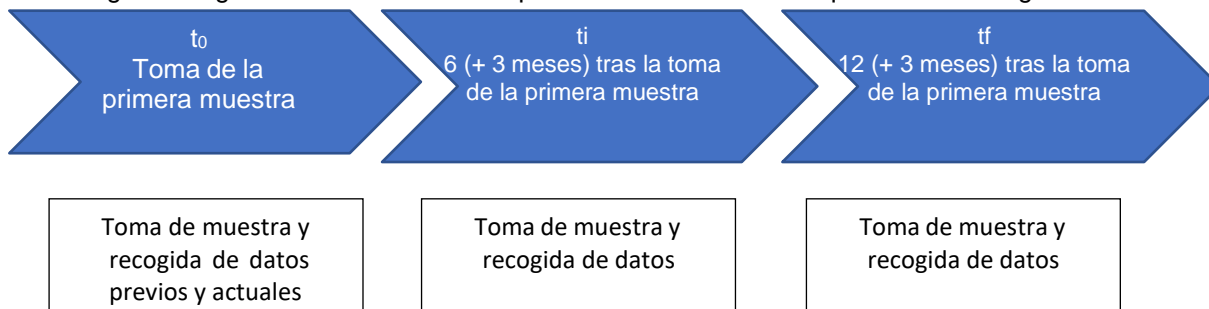 t0
Toma de la
primera muestra
ti
6 (+ 3 meses) tras la toma
de la primera muestra
tf
12 (+ 3 meses) tras la toma
de la primera muestra
Toma de muestra y
recogida de datos
previos y actuales
Toma de muestra y
recogida de datos
Toma de muestra y
recogida de datos